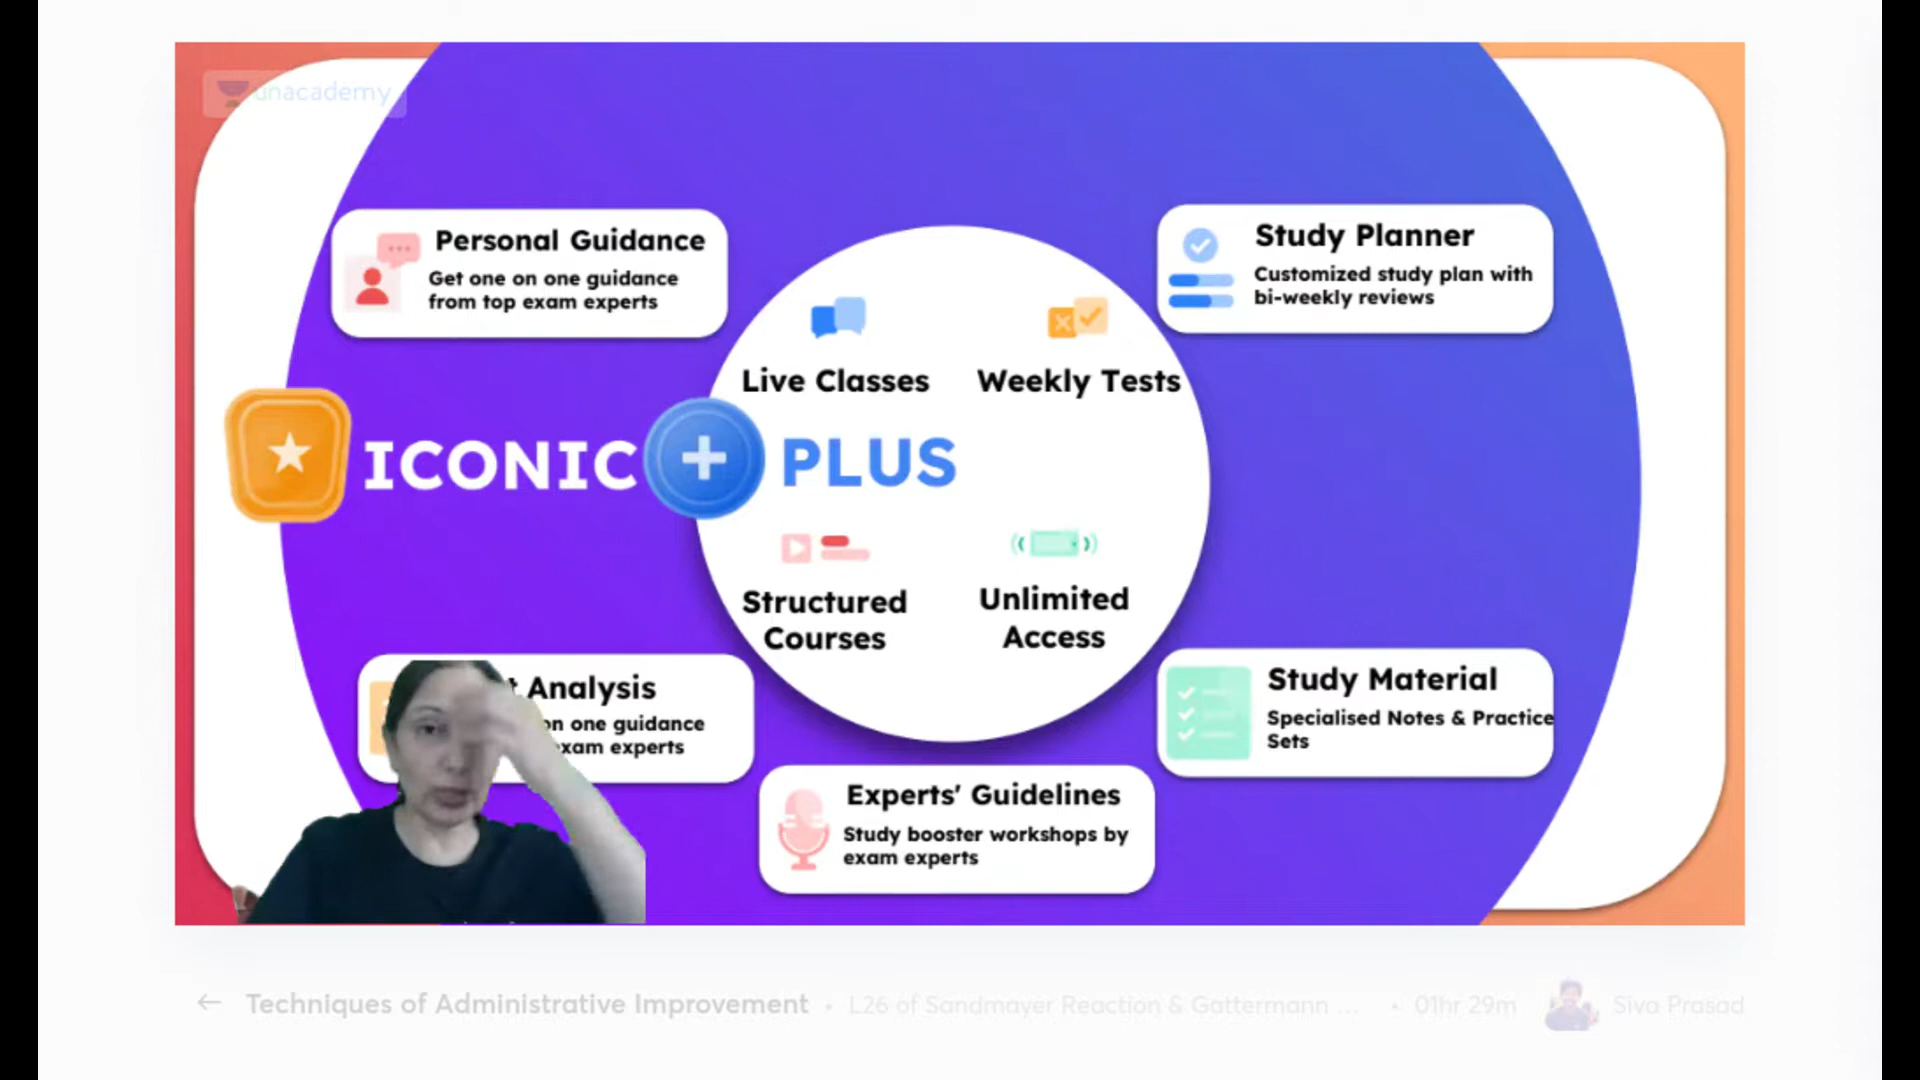 unacademy
Personal Guidance
Get one on one guidance
from top exam experts
Study Planner
Customized study plan with
bi-weekly reviews
Live Classes
Weekly Tests
ICONIC
PLUS
Structured
Courses
Unlimited
Access
Analysis
on one guidance
exam experts
Study Material
Specialised Notes & Practice
Sets
Experts' Guidelines
Study booster workshops by
exam experts
Techniques of Administrative Improvement • L26 of Sandmayer Reaction & Gattermann ... • 01hr 29m Siva Prasad